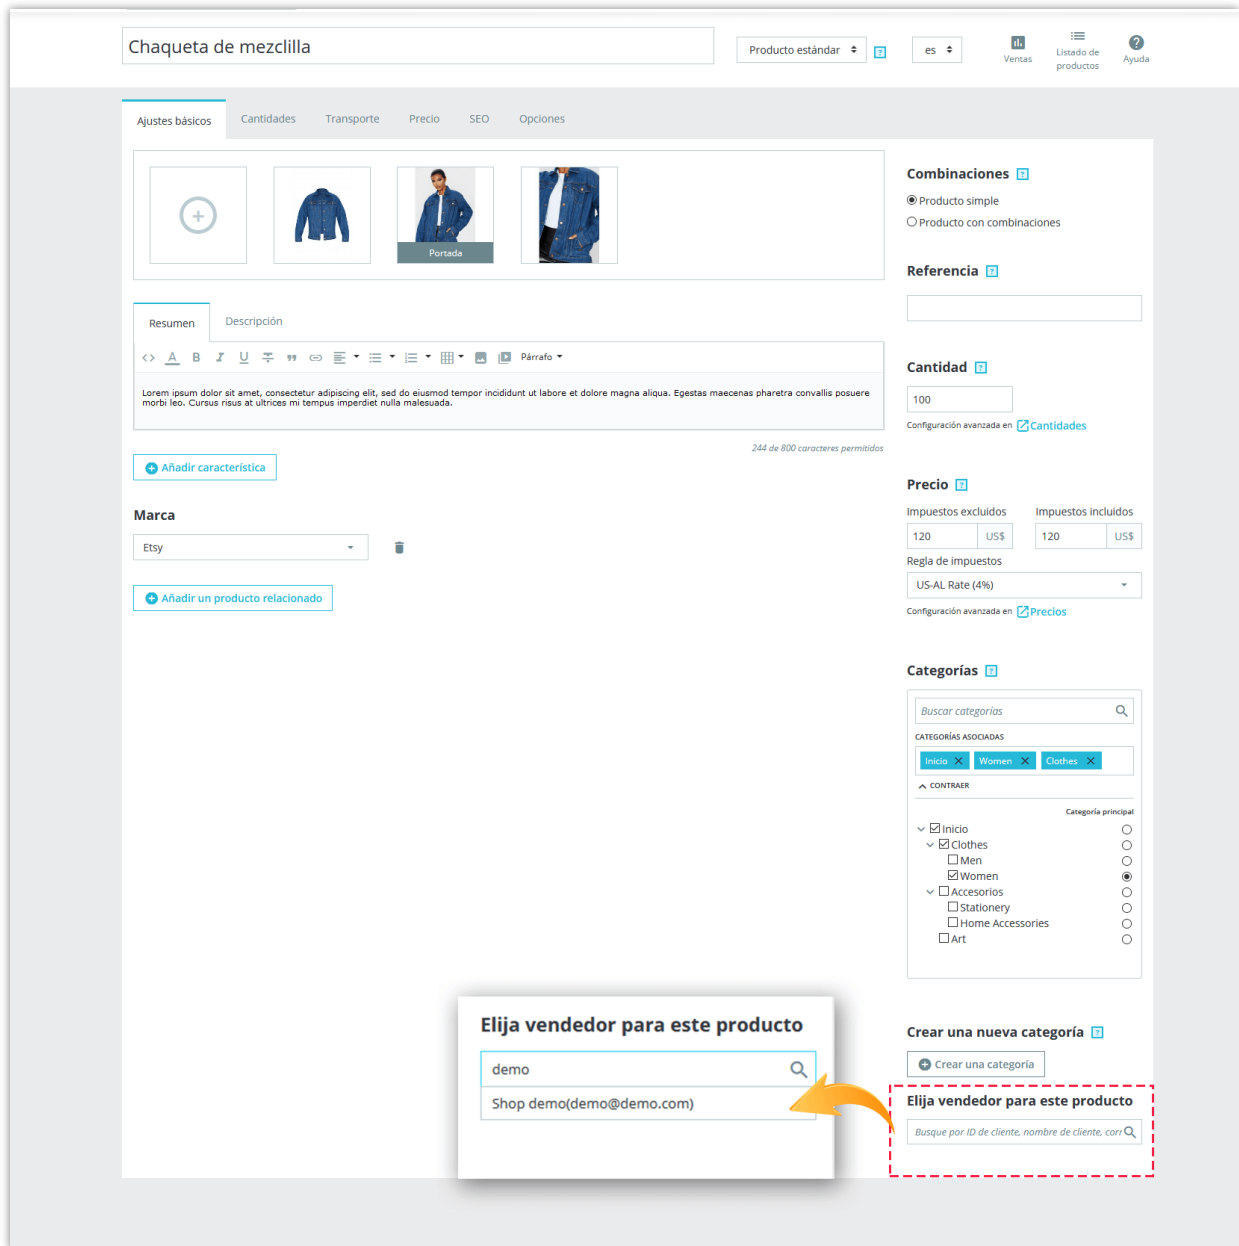 Chaqueta de mezclilla
Producto estándar
?
es
Ventas
Listado de
productos
?
Ayuda
Ajustes básicos
Cantidades
Transporte
Precio
SEO
Opciones
Portada
Resumen
Descripción
Párrafo
Lorem ipsum dolor sit amet, consectetur adipiscing elit, sed do eiusmod tempor incididunt ut labore et dolore magna aliqua. Egestas maecenas pharetra convallis posuere
morbi leo. Cursus risus at ultrices mi tempus imperdiet nulla malesuada.
244 de 800 caracteres permitidos
Añadir característica
Marca
Etsy
Añadir un producto relacionado
Combinaciones ?
Producto simple
Producto con combinaciones
Referencia ?
Cantidad ?
100
Configuración avanzada en Cantidades
Precio ?
Impuestos excluidos Impuestos incluidos
120 US$ 120 US$
Regla de impuestos
US-AL Rate (4%)
Configuración avanzada en Precios
Categorías ?
Buscar categorías
CATEGORÍAS ASOCIADAS
Inicio Women Clothes
CONTRAER
Categoría principal
Inicio
Clothes
Men
Women
Accesorios
Stationery
Home Accessories
Art
Crear una nueva categoría ?
Crear una categoría
Elija vendedor para este producto
Busque por ID de cliente, nombre de cliente, corr
Elija vendedor para este producto
demo
Shop demo(demo@demo.com)